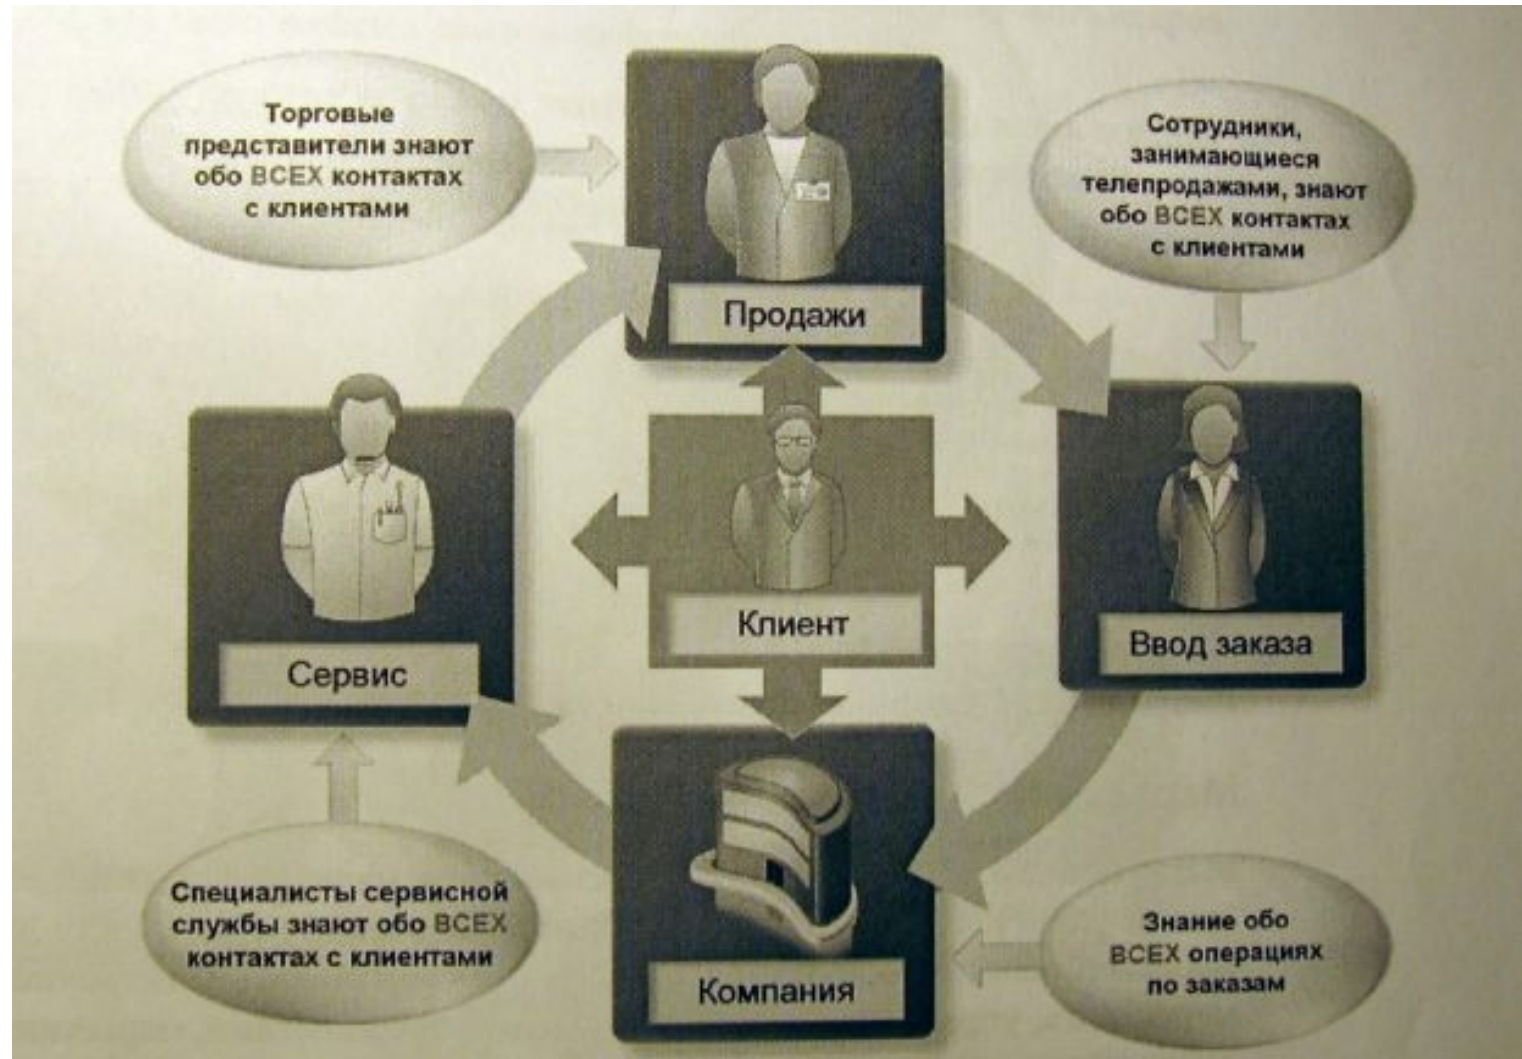 Торговые
представители знают
обо ВСЕХ контактах
с клиентами
Сотрудники,
занимающиеся
телепродажами, знают
обо ВСЕХ контактах
с клиентами
Продажи
Клиент
Ввод заказа
Сервис
Специалисты сервисной
службы знают обо ВСЕХ
контактах с клиентами
Компания
Знание обо
ВСЕХ операциях
по заказам